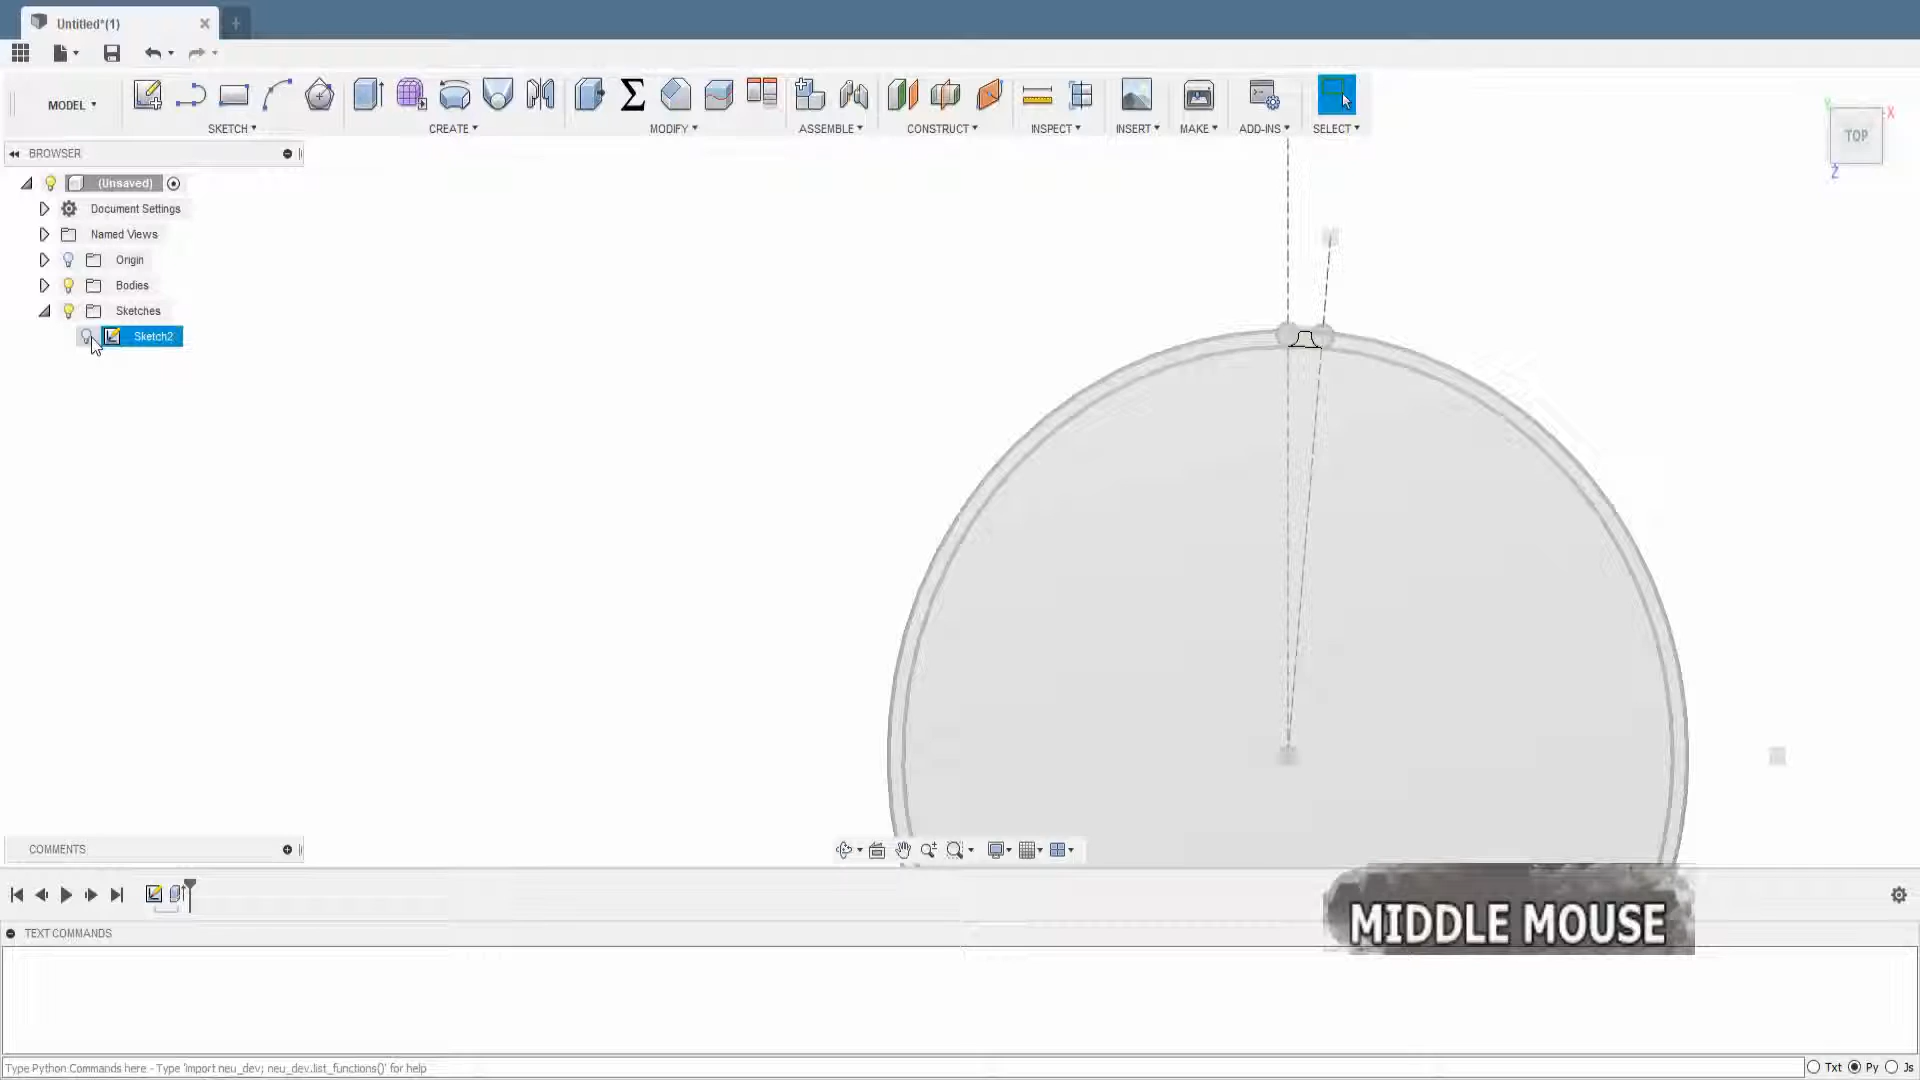 Untitled*(1)
MODEL
SKETCH
CREATE
MODIFY
ASSEMBLE
CONSTRUCT
INSPECT
INSERT
MAKE
ADD-INS
SELECT
BROWSER
(Unsaved)
Document Settings
Named Views
Origin
Bodies
Sketches
Sketch2
Y
X
TOP
Z
COMMENTS
MIDDLE MOUSE
TEXT COMMANDS
Type Python Commands here - Type 'import neu_dev; neu_dev.list_functions()' for help
Txt Py Js